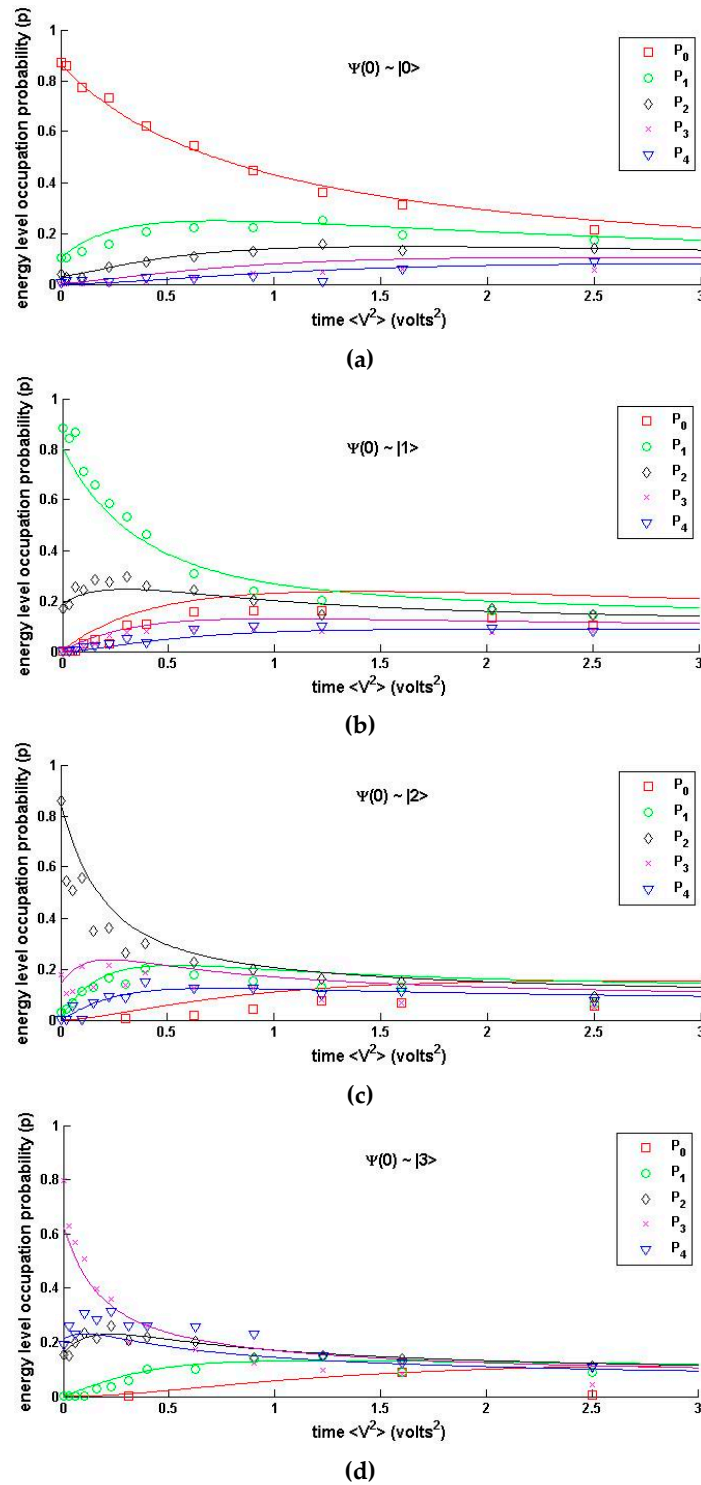 energy level occupation probability (p)
1
0.8
0.6
0.4
0.2
0
Ψ(0) ~ |0>
P0
P1
P2
P3
P4
0 0.5 1 1.5 2 2.5 3
time <V²> (volts²)
(a)
energy level occupation probability (p)
1
0.8
0.6
0.4
0.2
0
Ψ(0) ~ |1>
P0
P1
P2
P3
P4
0 0.5 1 1.5 2 2.5 3
time <V²> (volts²)
(b)
energy level occupation probability (p)
1
0.8
0.6
0.4
0.2
0
Ψ(0) ~ |2>
P0
P1
P2
P3
P4
0 0.5 1 1.5 2 2.5 3
time <V²> (volts²)
(c)
energy level occupation probability (p)
1
0.8
0.6
0.4
0.2
0
Ψ(0) ~ |3>
P0
P1
P2
P3
P4
0 0.5 1 1.5 2 2.5 3
time <V²> (volts²)
(d)